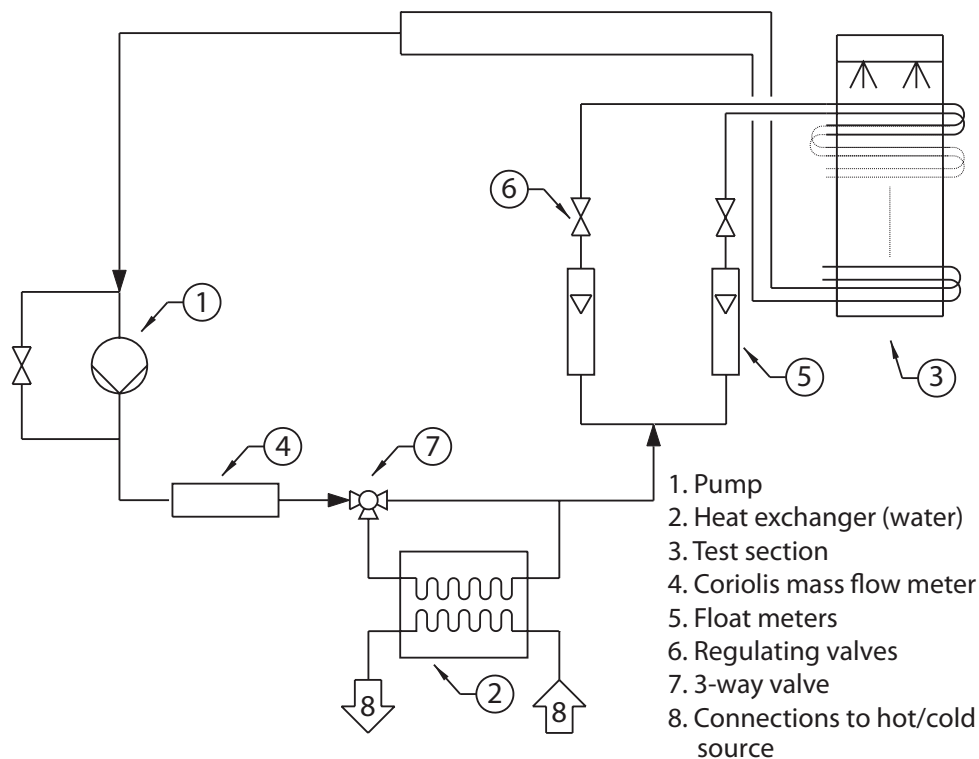 6
1
5
3
4
7
1. Pump
2. Heat exchanger (water)
3. Test section
4. Coriolis mass flow meter
5. Float meters
6. Regulating valves
7. 3-way valve
8. Connections to hot/cold
source
2
8
8